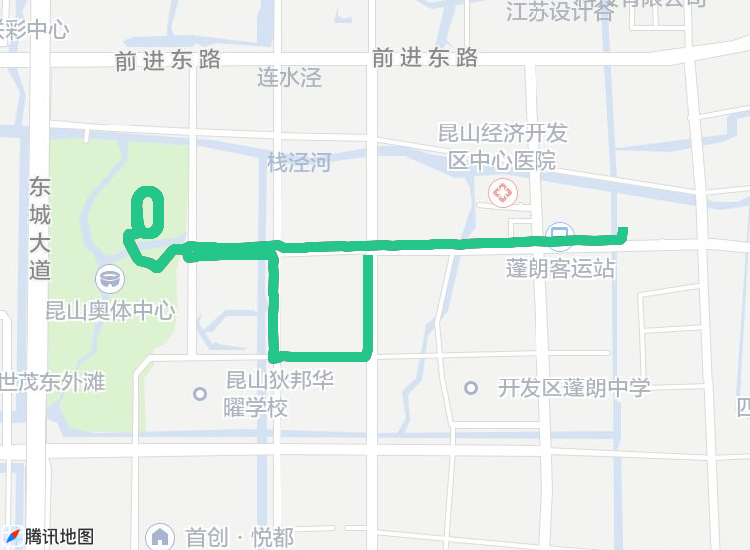 江苏设计谷
联彩中心
前进东路
前进东路
连水泾
昆山经济开发
区中心医院
栈泾河
东城大道
蓬朗客运站
昆山奥体中心
世茂东外滩
昆山狄邦华
曜学校
开发区蓬朗中学
四
首创·悦都
腾讯地图